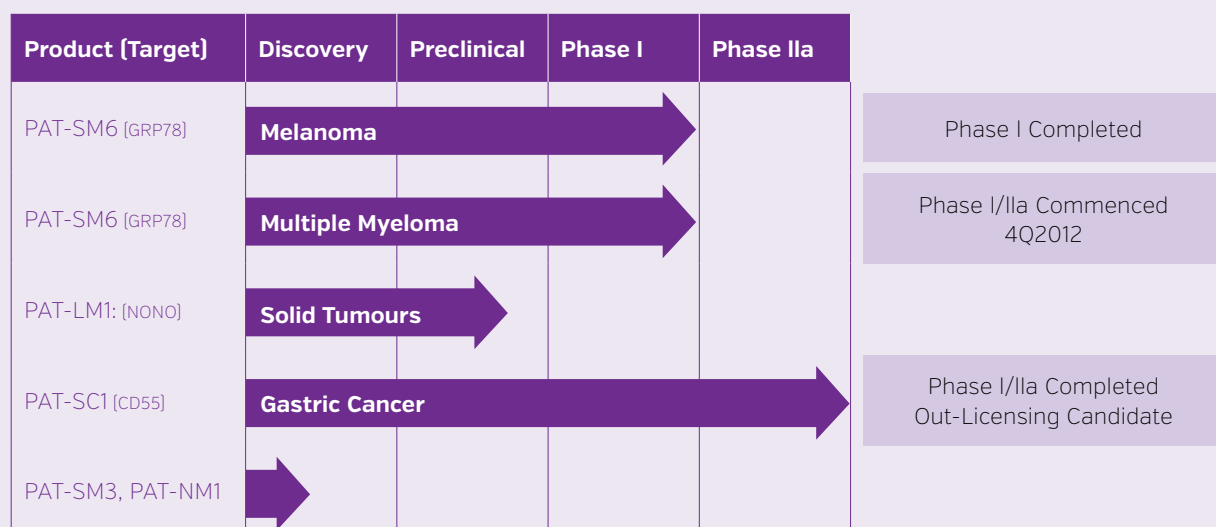 Product (Target) Discovery Preclinical Phase I Phase IIa
PAT-SM6 (GRP78) Melanoma Phase I Completed
PAT-SM6 (GRP78) Multiple Myeloma Phase I/IIa Commenced
4Q2012
PAT-LM1: (NONO) Solid Tumours
PAT-SC1 (CD55) Gastric Cancer Phase I/IIa Completed
Out-Licensing Candidate
PAT-SM3, PAT-NM1